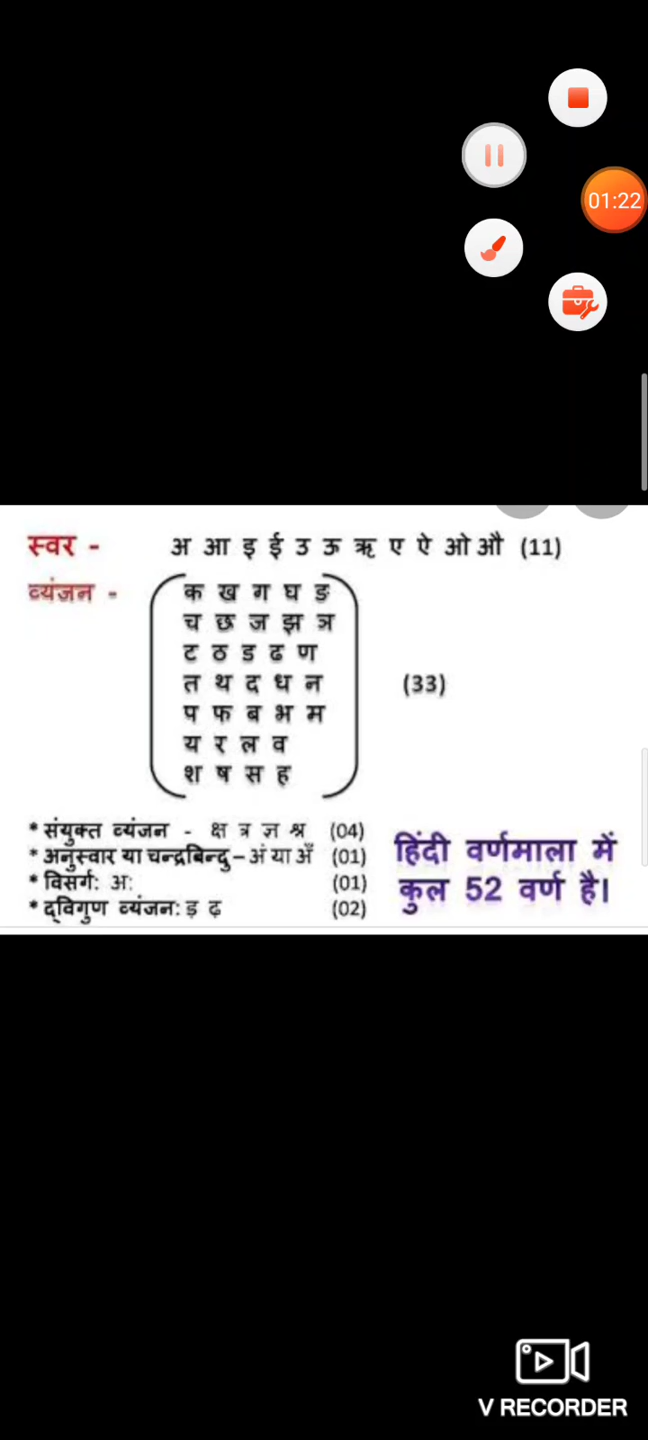 01:22
स्वर - अ आ इ ई उ ऊ ऋ ए ऐ ओ औ (11)
व्यंजन - क ख ग घ ङ
च छ ज झ ञ
ट ठ ड ढ ण
त थ द ध न (33)
प फ ब भ म
य र ल व
श ष स ह
* संयुक्त व्यंजन - क्ष त्र ज्ञ श्र (04)
* अनुस्वार या चन्द्रबिन्दु – अं या अँ (01)
* विसर्ग: अ: (01)
* द्विगुण व्यंजन: ड़ ढ़ (02)
हिंदी वर्णमाला में
कुल 52 वर्ण है।
V RECORDER